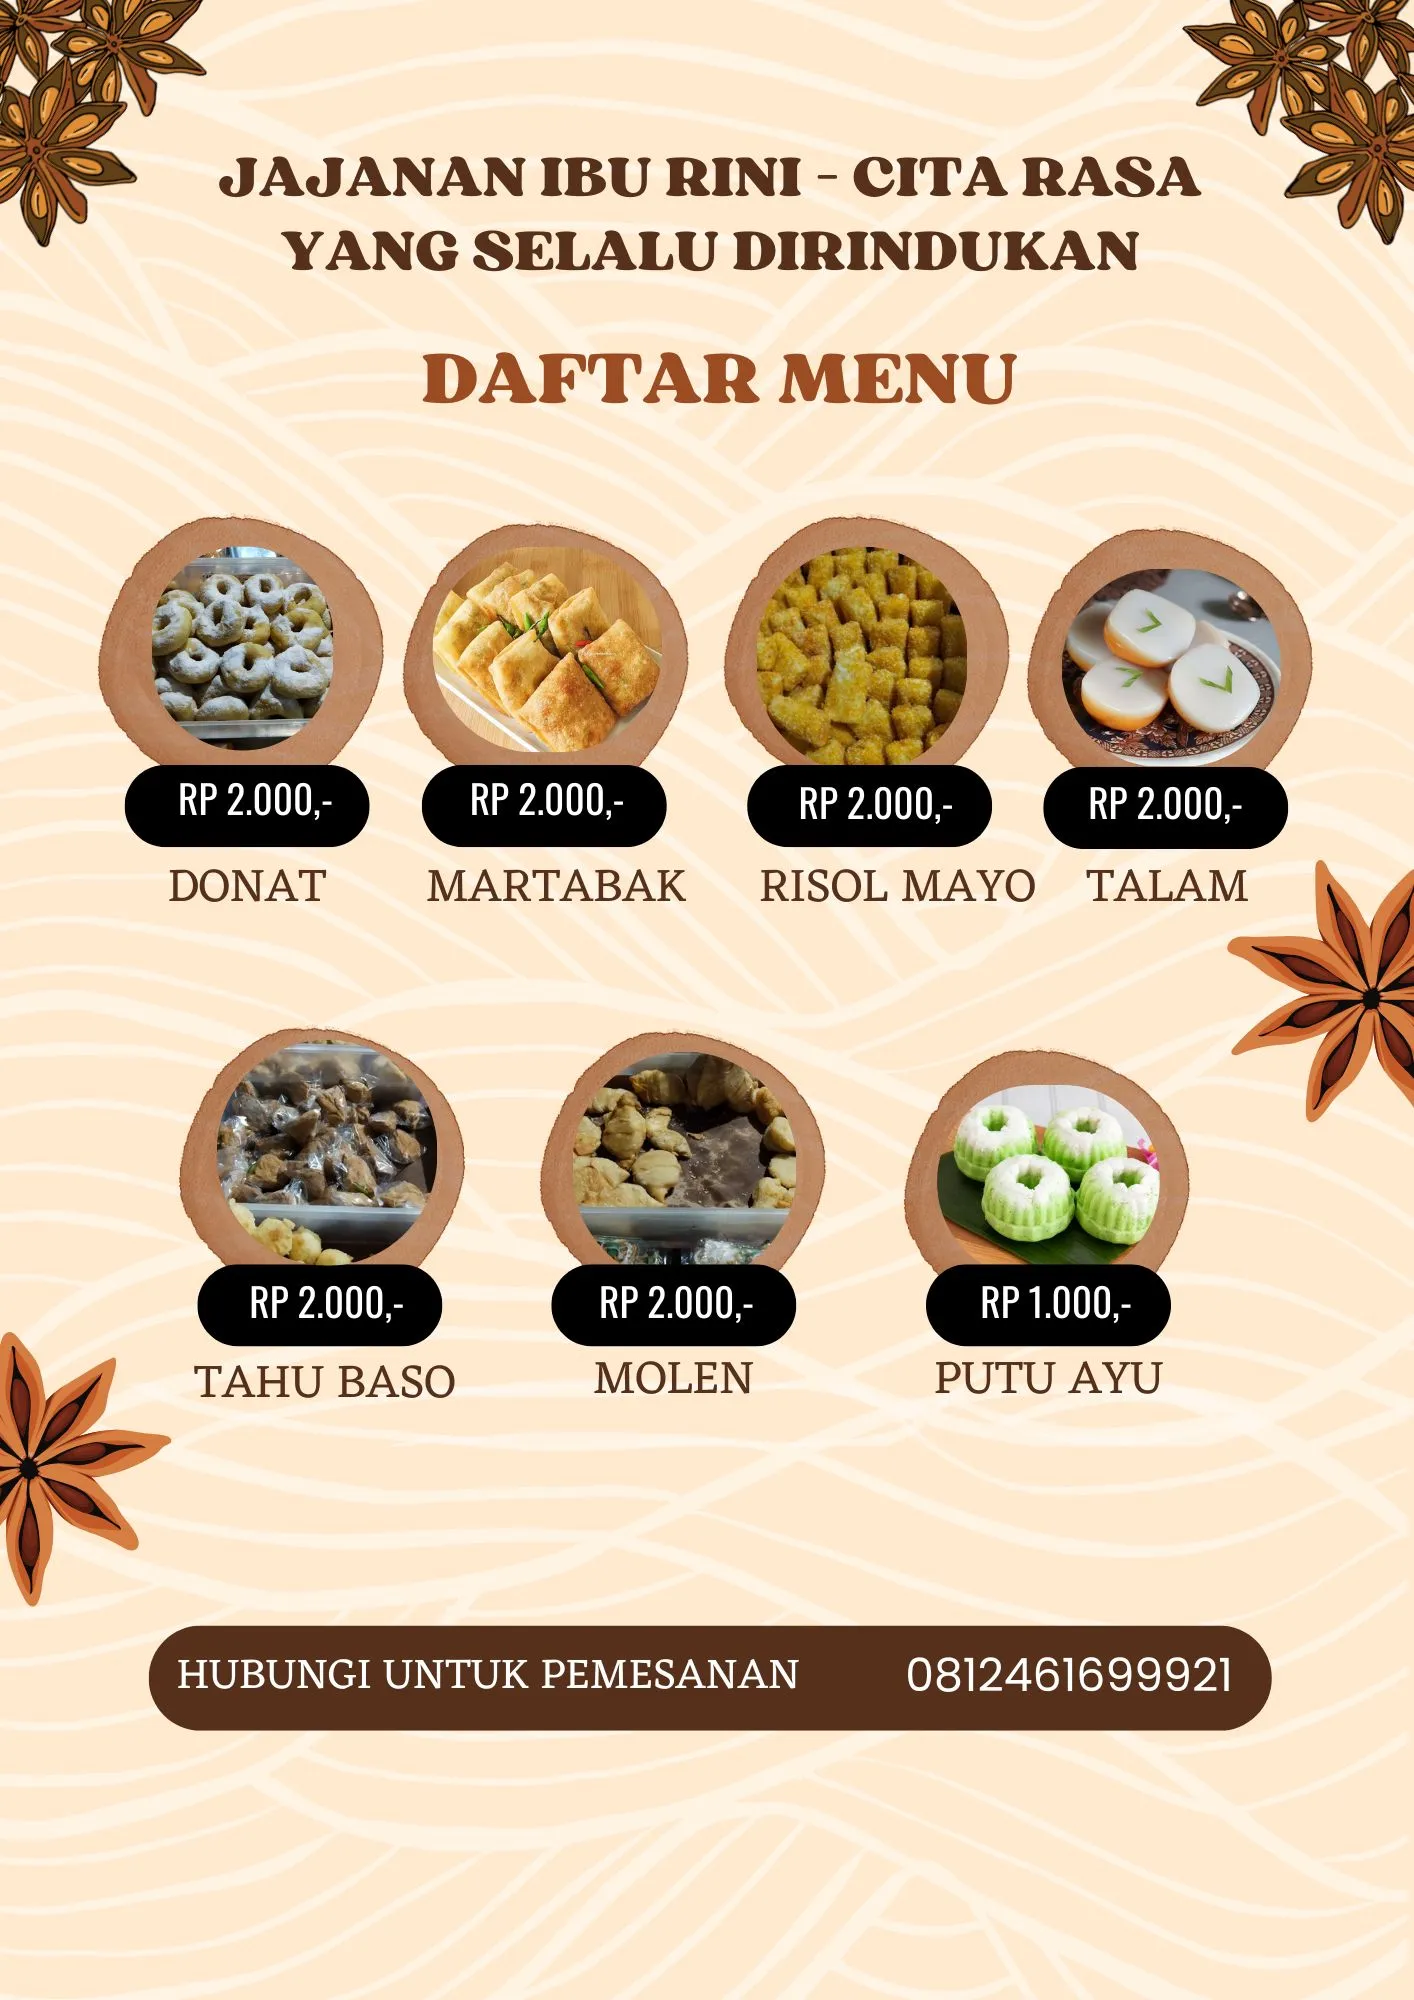 JAJANAN IBU RINI - CITA RASA
YANG SELALU DIRINDUKAN
DAFTAR MENU
RP 2.000,-
DONAT
RP 2.000,-
MARTABAK
RP 2.000,-
RISOL MAYO
RP 2.000,-
TALAM
RP 2.000,-
TAHU BASO
RP 2.000,-
MOLEN
RP 1.000,-
PUTU AYU
HUBUNGI UNTUK PEMESANAN 0812461699921